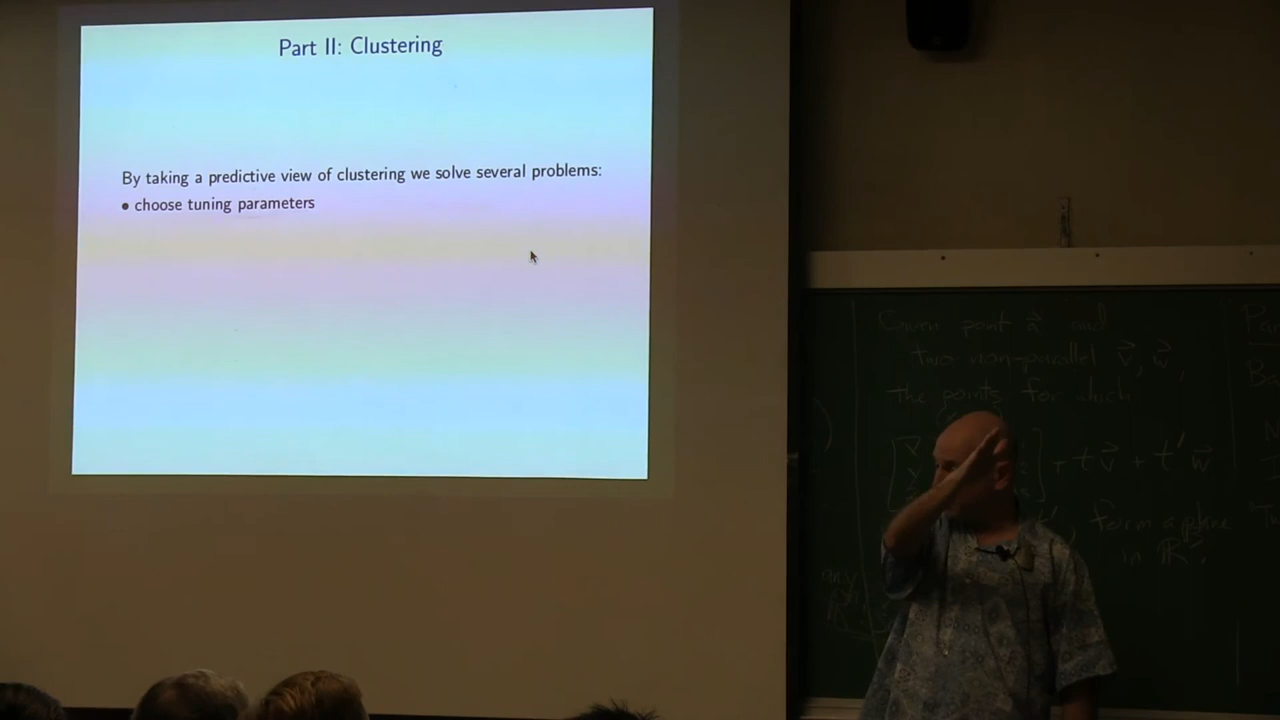 Part II: Clustering
By taking a predictive view of clustering we solve several problems:
• choose tuning parameters
Given point a⃗ and
two non-parallel v⃗, w⃗,
the points for which
+ t v⃗ + t' w⃗
form a plane
in ℝ³